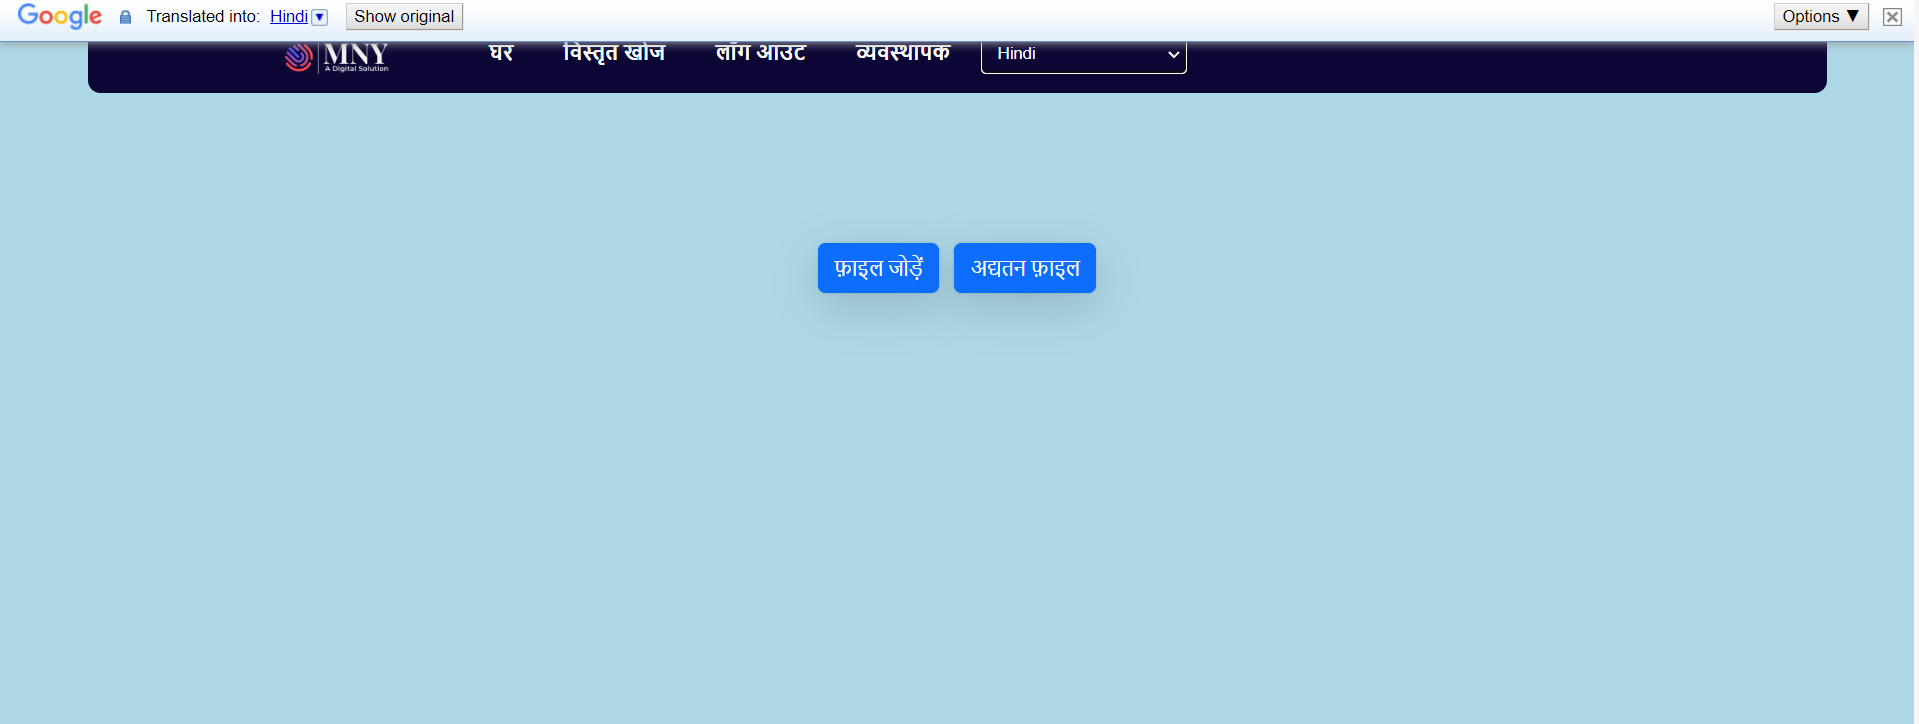 Google Translated into: Hindi ▼ Show original Options ▼
MNY घर विस्तृत खोज लॉग आउट व्यवस्थापक Hindi
A Digital Solution
फ़ाइल जोड़ें अद्यतन फ़ाइल